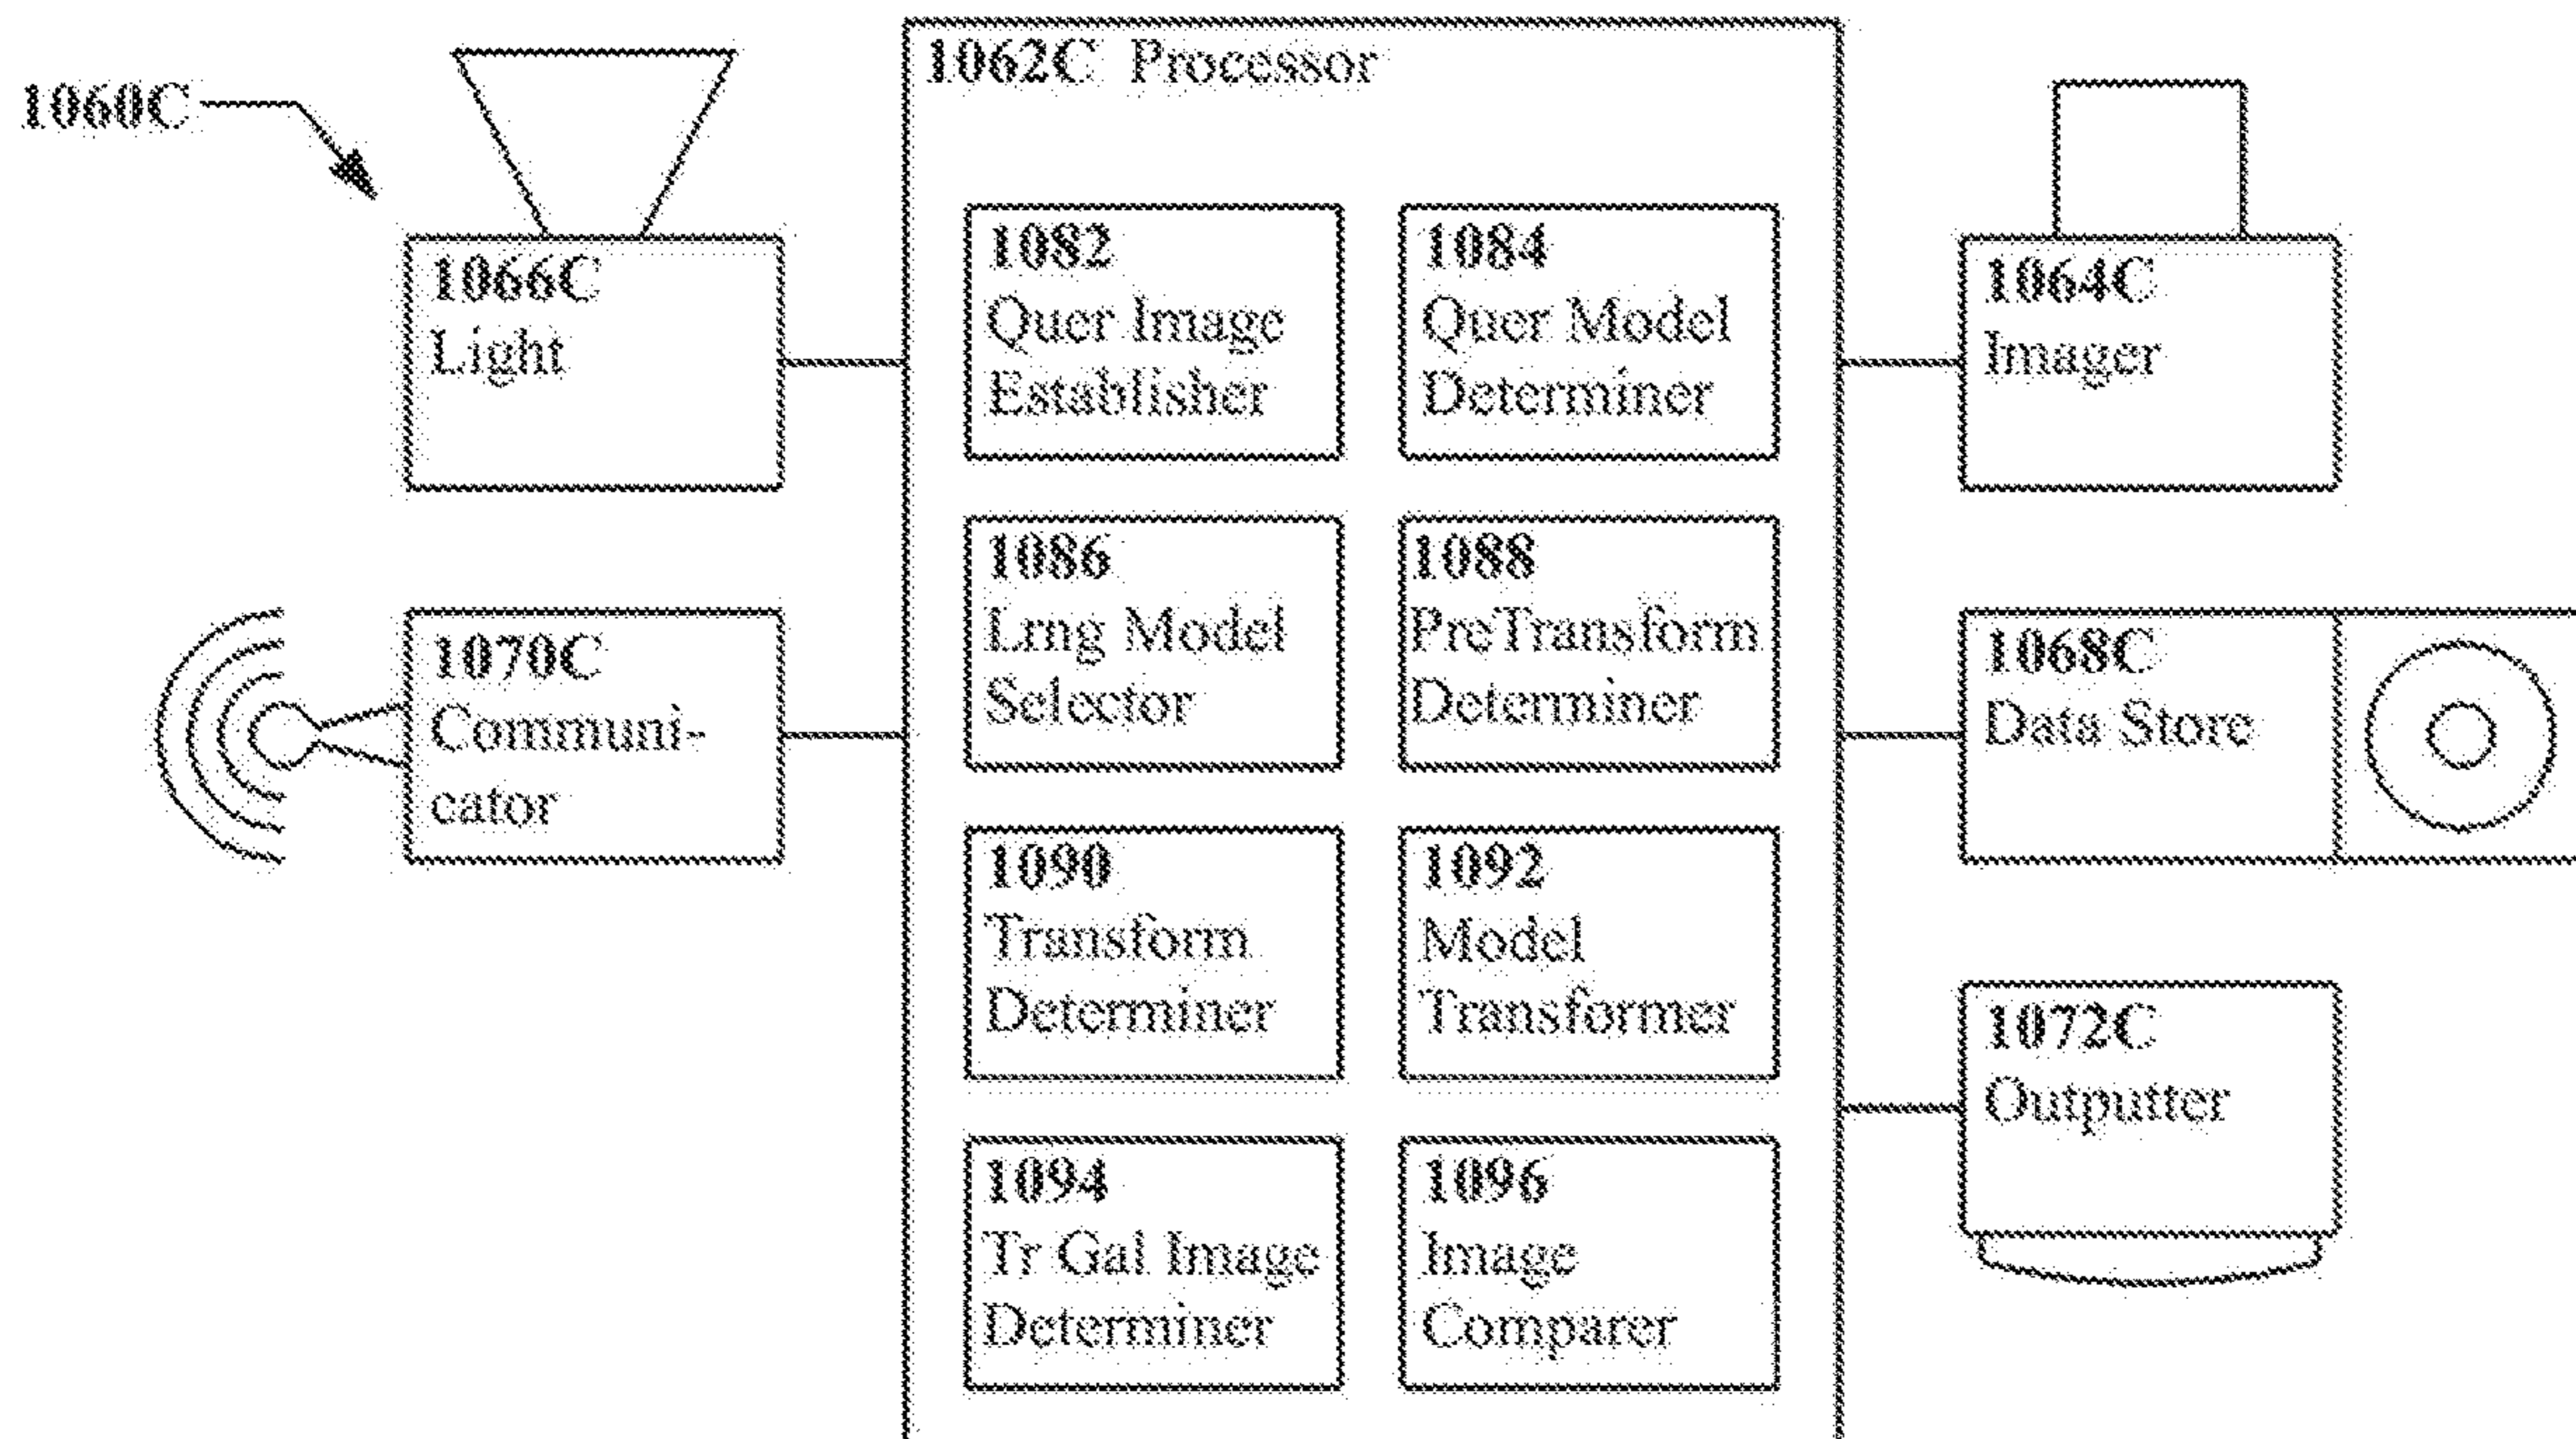 1060C
1066C
Light
1070C
Communi-
cator
1062C Processor
1082
Quer Image
Establisher
1084
Quer Model
Determiner
1086
Lrng Model
Selector
1088
PreTransform
Determiner
1090
Transform
Determiner
1092
Model
Transformer
1094
Tr Gal Image
Determiner
1096
Image
Comparer
1064C
Imager
1068C
Data Store
1072C
Outputter